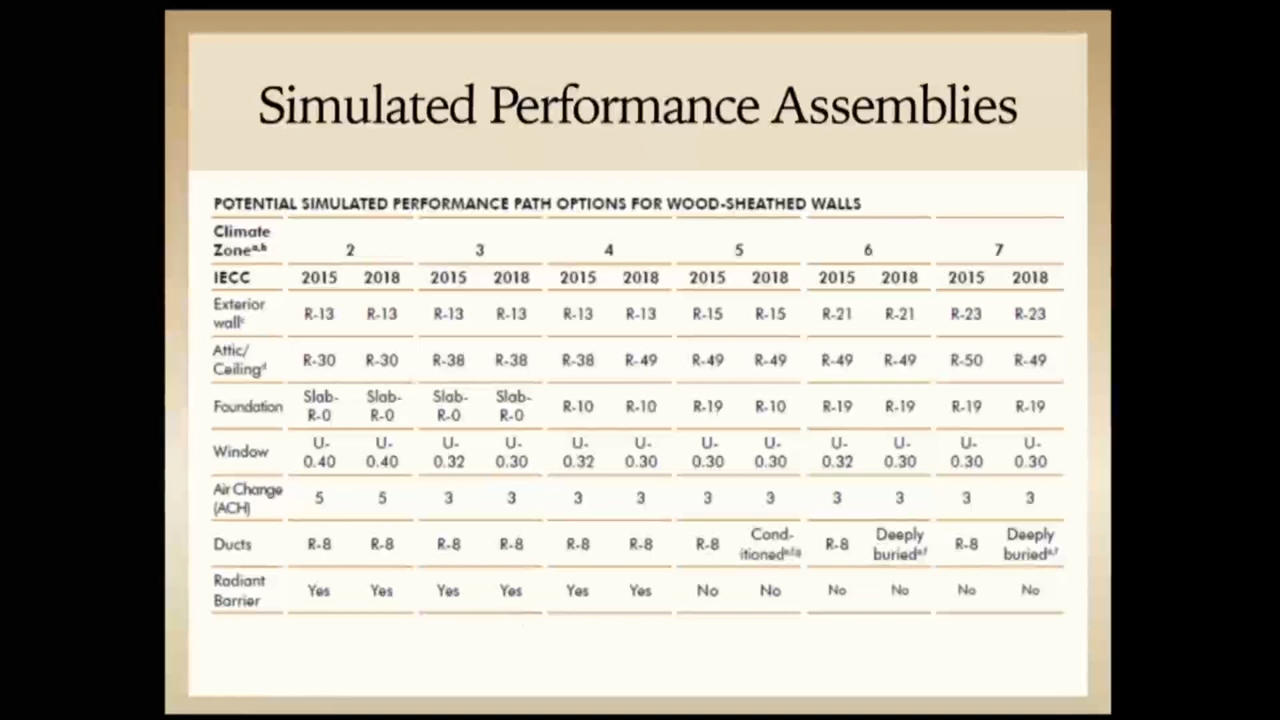 Simulated Performance Assemblies
POTENTIAL SIMULATED PERFORMANCE PATH OPTIONS FOR WOOD-SHEATHED WALLS
Climate
Zoneᵃ·ᵇ 2 3 4 5 6 7
IECC 2015 2018 2015 2018 2015 2018 2015 2018 2015 2018 2015 2018
Exterior
wallᶜ R-13 R-13 R-13 R-13 R-13 R-13 R-15 R-15 R-21 R-21 R-23 R-23
Attic/
Ceilingᵈ R-30 R-30 R-38 R-38 R-38 R-49 R-49 R-49 R-49 R-49 R-50 R-49
Foundation Slab-R-0 Slab-R-0 Slab-R-0 Slab-R-0 R-10 R-10 R-19 R-10 R-19 R-19 R-19 R-19
Window U-0.40 U-0.40 U-0.32 U-0.30 U-0.32 U-0.30 U-0.30 U-0.30 U-0.32 U-0.30 U-0.30 U-0.30
Air Change
(ACH) 5 5 3 3 3 3 3 3 3 3 3 3
Ducts R-8 R-8 R-8 R-8 R-8 R-8 R-8 Cond-itioned R-8 Deeply buried R-8 Deeply buried
Radiant
Barrier Yes Yes Yes Yes Yes Yes No No No No No No